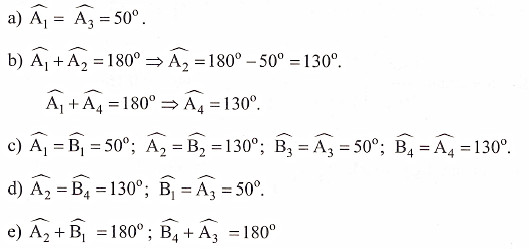 a) $\widehat{A_1} = \widehat{A_3} = 50^o$.
b) $\widehat{A_1} + \widehat{A_2} = 180^o \Rightarrow \widehat{A_2} = 180^o - 50^o = 130^o$.
$\widehat{A_1} + \widehat{A_4} = 180^o \Rightarrow \widehat{A_4} = 130^o$.
c) $\widehat{A_1} = \widehat{B_1} = 50^o$; $\widehat{A_2} = \widehat{B_2} = 130^o$; $\widehat{B_3} = \widehat{A_3} = 50^o$; $\widehat{B_4} = \widehat{A_4} = 130^o$.
d) $\widehat{A_2} = \widehat{B_4} = 130^o$; $\widehat{B_1} = \widehat{A_3} = 50^o$.
e) $\widehat{A_2} + \widehat{B_1} = 180^o$; $\widehat{B_4} + \widehat{A_3} = 180^o$